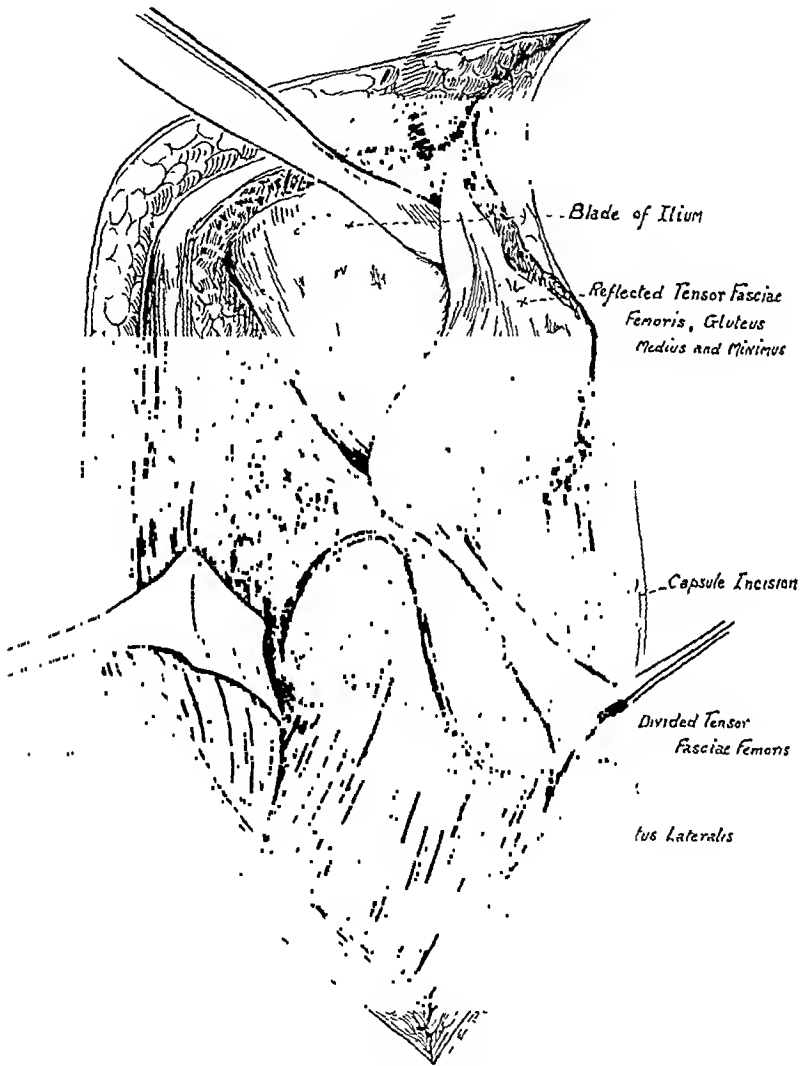 Blade of Ilium
Reflected Tensor Fasciae
Femoris, Gluteus
Medius and Minimus
Capsule Incision
Divided Tensor
Fasciae Femoris
tus Lateralis